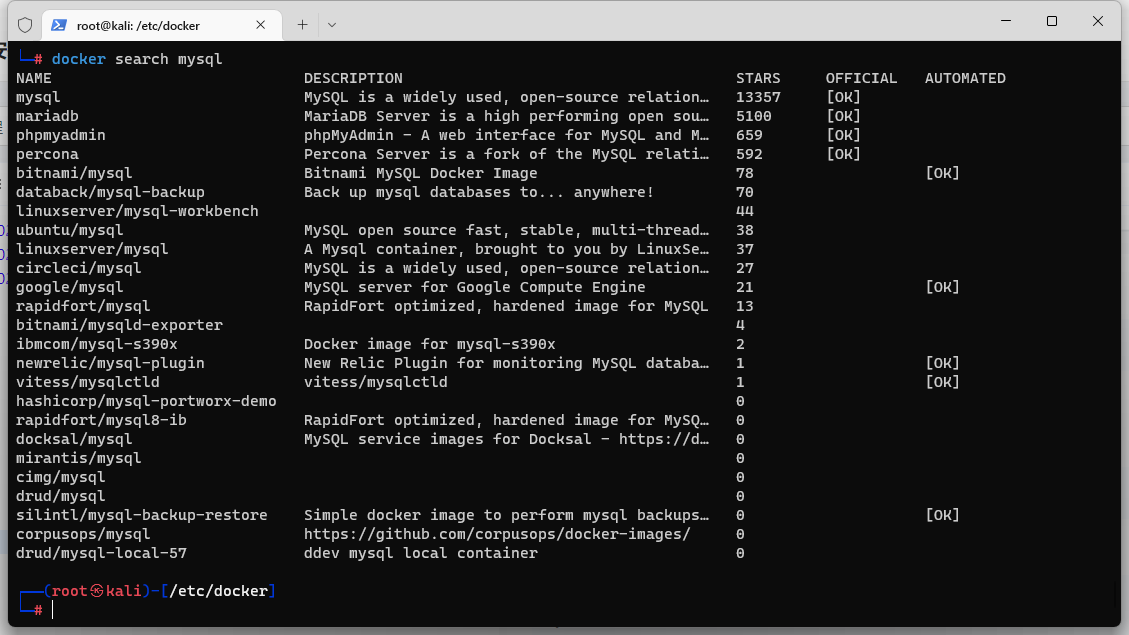 root@kali: /etc/docker
└─# docker search mysql
NAME DESCRIPTION STARS OFFICIAL AUTOMATED
mysql MySQL is a widely used, open-source relation… 13357 [OK]
mariadb MariaDB Server is a high performing open sou… 5100 [OK]
phpmyadmin phpMyAdmin - A web interface for MySQL and M… 659 [OK]
percona Percona Server is a fork of the MySQL relati… 592 [OK]
bitnami/mysql Bitnami MySQL Docker Image 78 [OK]
databack/mysql-backup Back up mysql databases to... anywhere! 70
linuxserver/mysql-workbench 44
ubuntu/mysql MySQL open source fast, stable, multi-thread… 38
linuxserver/mysql A Mysql container, brought to you by LinuxSe… 37
circleci/mysql MySQL is a widely used, open-source relation… 27
google/mysql MySQL server for Google Compute Engine 21 [OK]
rapidfort/mysql RapidFort optimized, hardened image for MySQL 13
bitnami/mysqld-exporter 4
ibmcom/mysql-s390x Docker image for mysql-s390x 2
newrelic/mysql-plugin New Relic Plugin for monitoring MySQL databa… 1 [OK]
vitess/mysqlctld vitess/mysqlctld 1 [OK]
hashicorp/mysql-portworx-demo 0
rapidfort/mysql8-ib RapidFort optimized, hardened image for MySQ… 0
docksal/mysql MySQL service images for Docksal - https://d… 0
mirantis/mysql 0
cimg/mysql 0
drud/mysql 0
silintl/mysql-backup-restore Simple docker image to perform mysql backups… 0 [OK]
corpusops/mysql https://github.com/corpusops/docker-images/ 0
drud/mysql-local-57 ddev mysql local container 0
┌──(root㉿kali)-[/etc/docker]
└─#